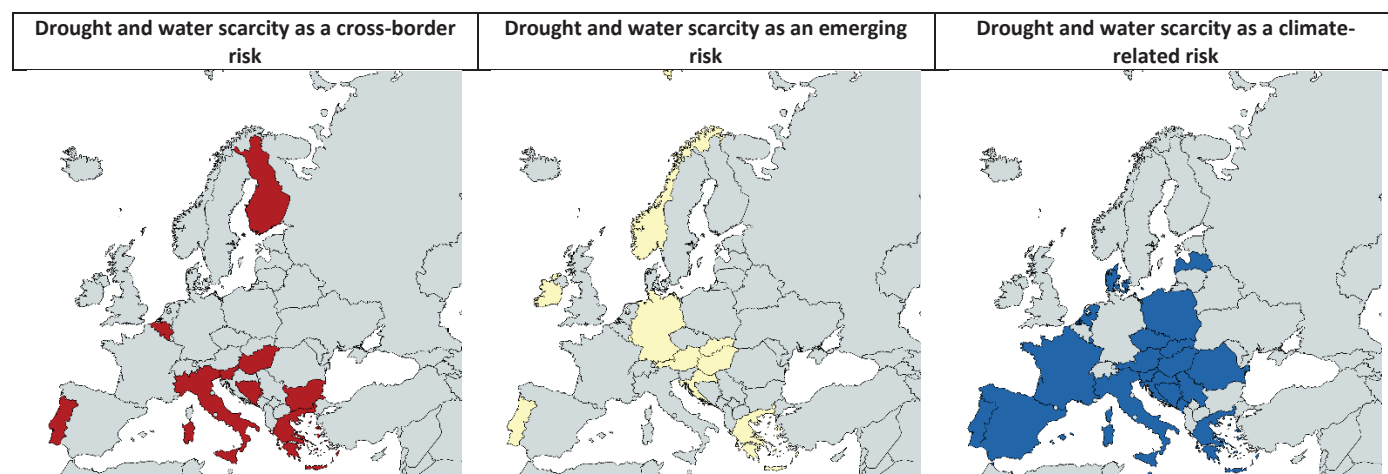 Drought and water scarcity as a cross-border
risk
Drought and water scarcity as an emerging
risk
Drought and water scarcity as a climate-
related risk